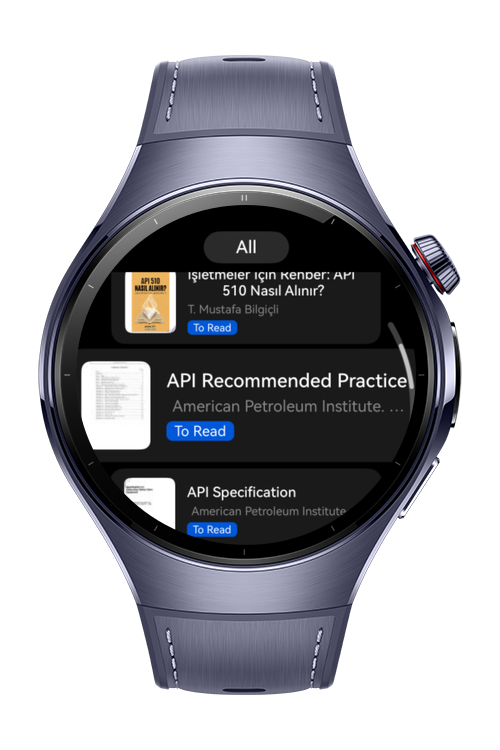 All
İşletmeler İçin Rehber: API
510 Nasıl Alınır?
T. Mustafa Bilgiçli
To Read
API 510
NASIL ALINIR?
API Recommended Practice
American Petroleum Institute. ...
To Read
API Specification
American Petroleum Institute
To Read